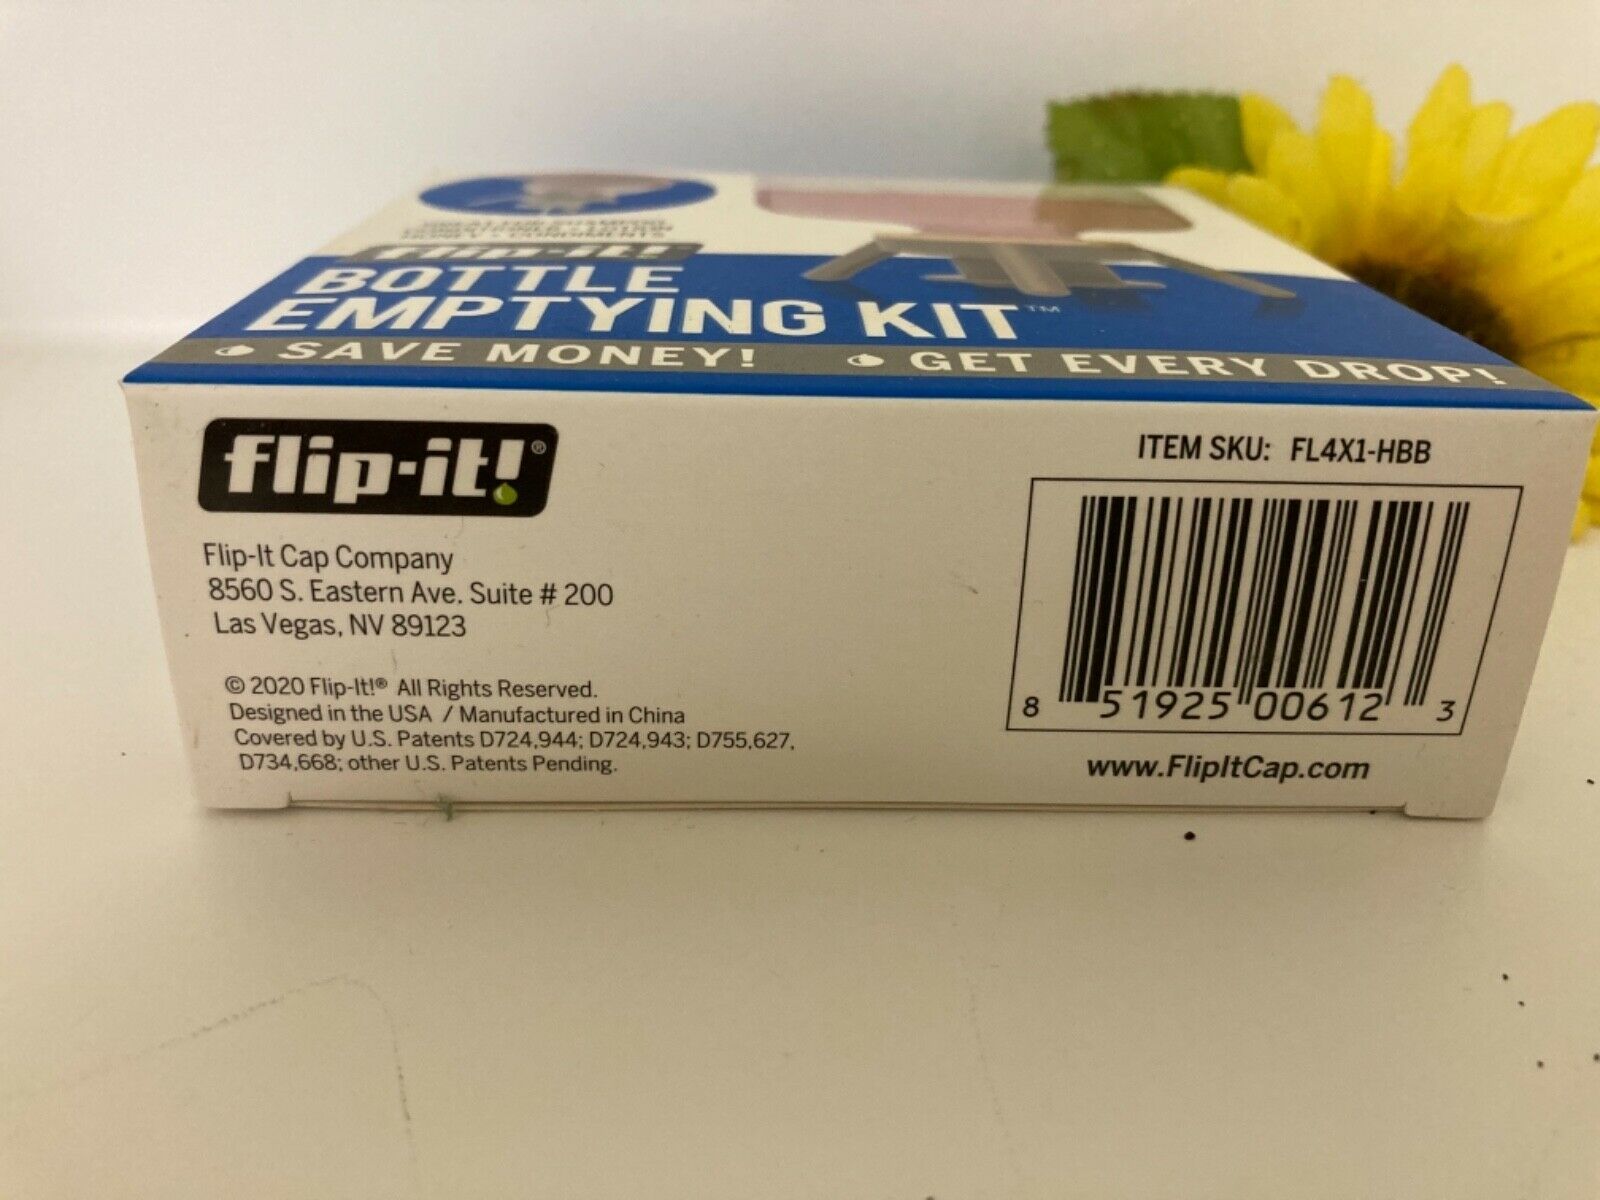 flip-it!
BOTTLE
EMPTYING KIT™
SAVE MONEY! GET EVERY DROP!
flip-it!®
Flip-It Cap Company
8560 S. Eastern Ave. Suite # 200
Las Vegas, NV 89123
© 2020 Flip-It!® All Rights Reserved.
Designed in the USA / Manufactured in China
Covered by U.S. Patents D724,944; D724,943; D755,627,
D734,668; other U.S. Patents Pending.
ITEM SKU: FL4X1-HBB
8 51925 00612 3
www.FlipItCap.com